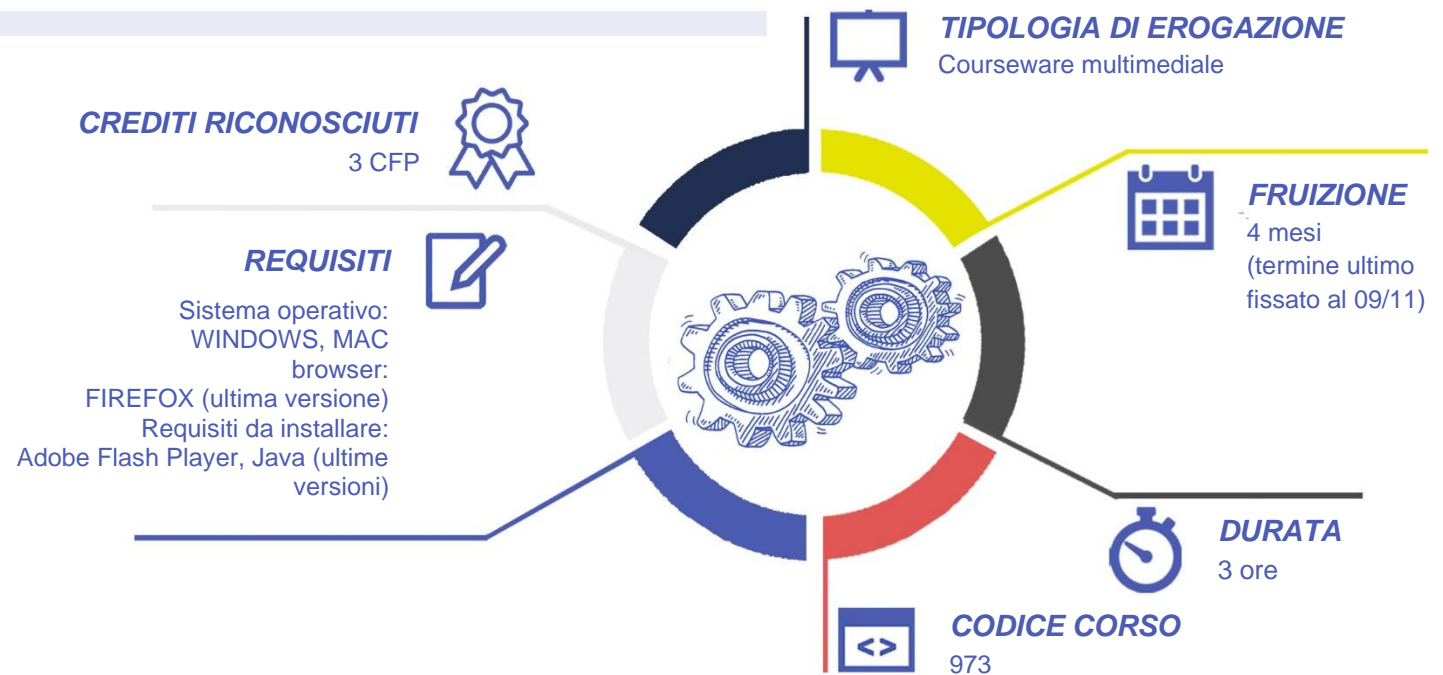 TIPOLOGIA DI EROGAZIONE
Courseware multimediale
CREDITI RICONOSCIUTI
3 CFP
FRUIZIONE
4 mesi
(termine ultimo
fissato al 09/11)
REQUISITI
Sistema operativo:
WINDOWS, MAC
browser:
FIREFOX (ultima versione)
Requisiti da installare:
Adobe Flash Player, Java (ultime
versioni)
DURATA
3 ore
<>
CODICE CORSO
973